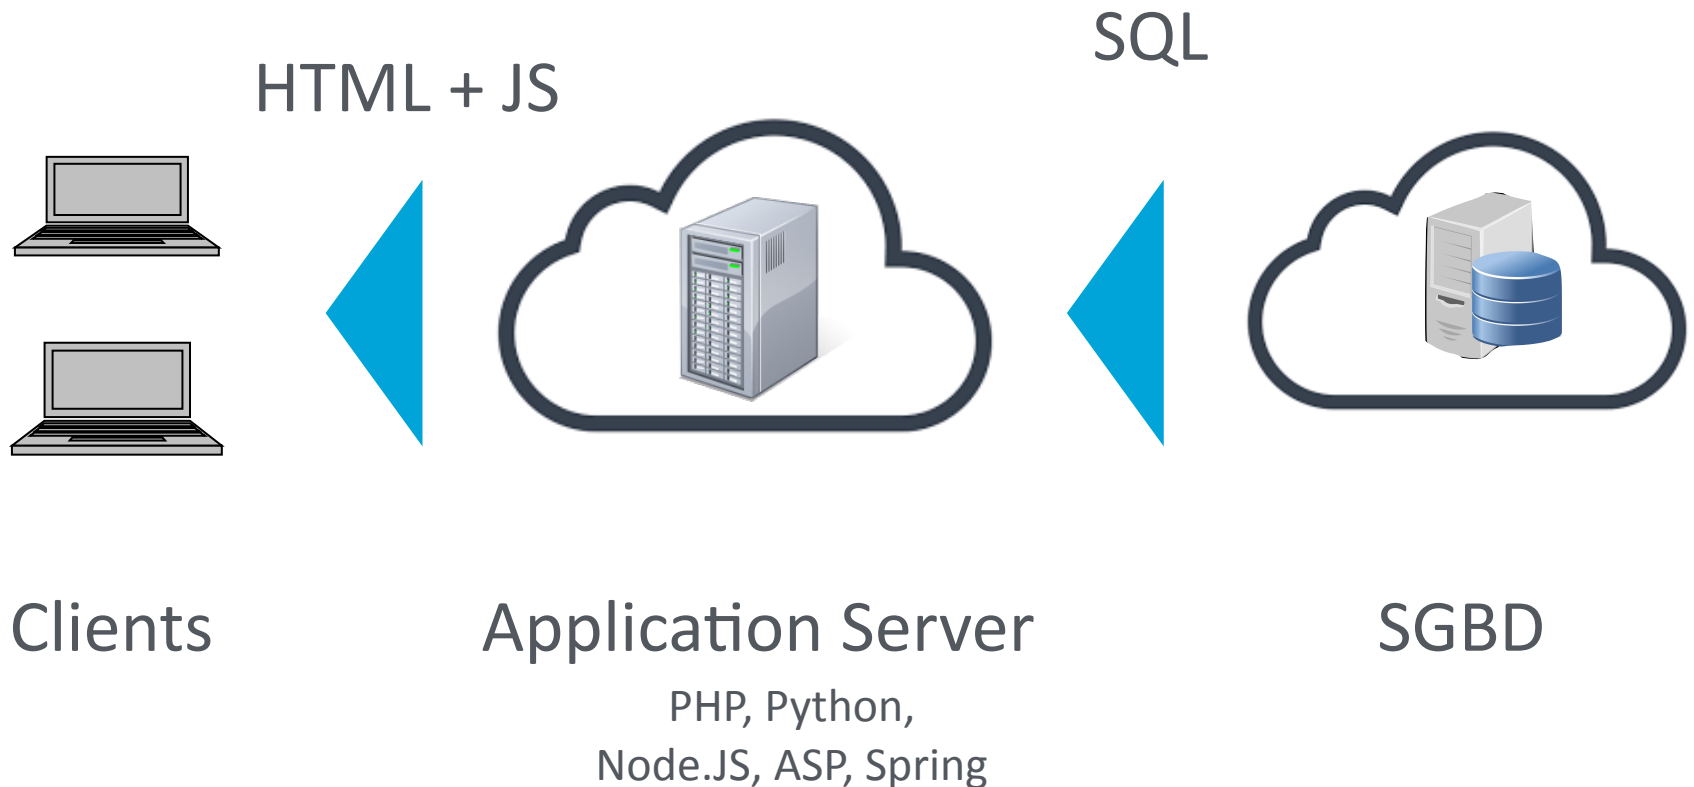 SQL
HTML + JS
Clients
Application Server
SGBD
PHP, Python,
Node.JS, ASP, Spring